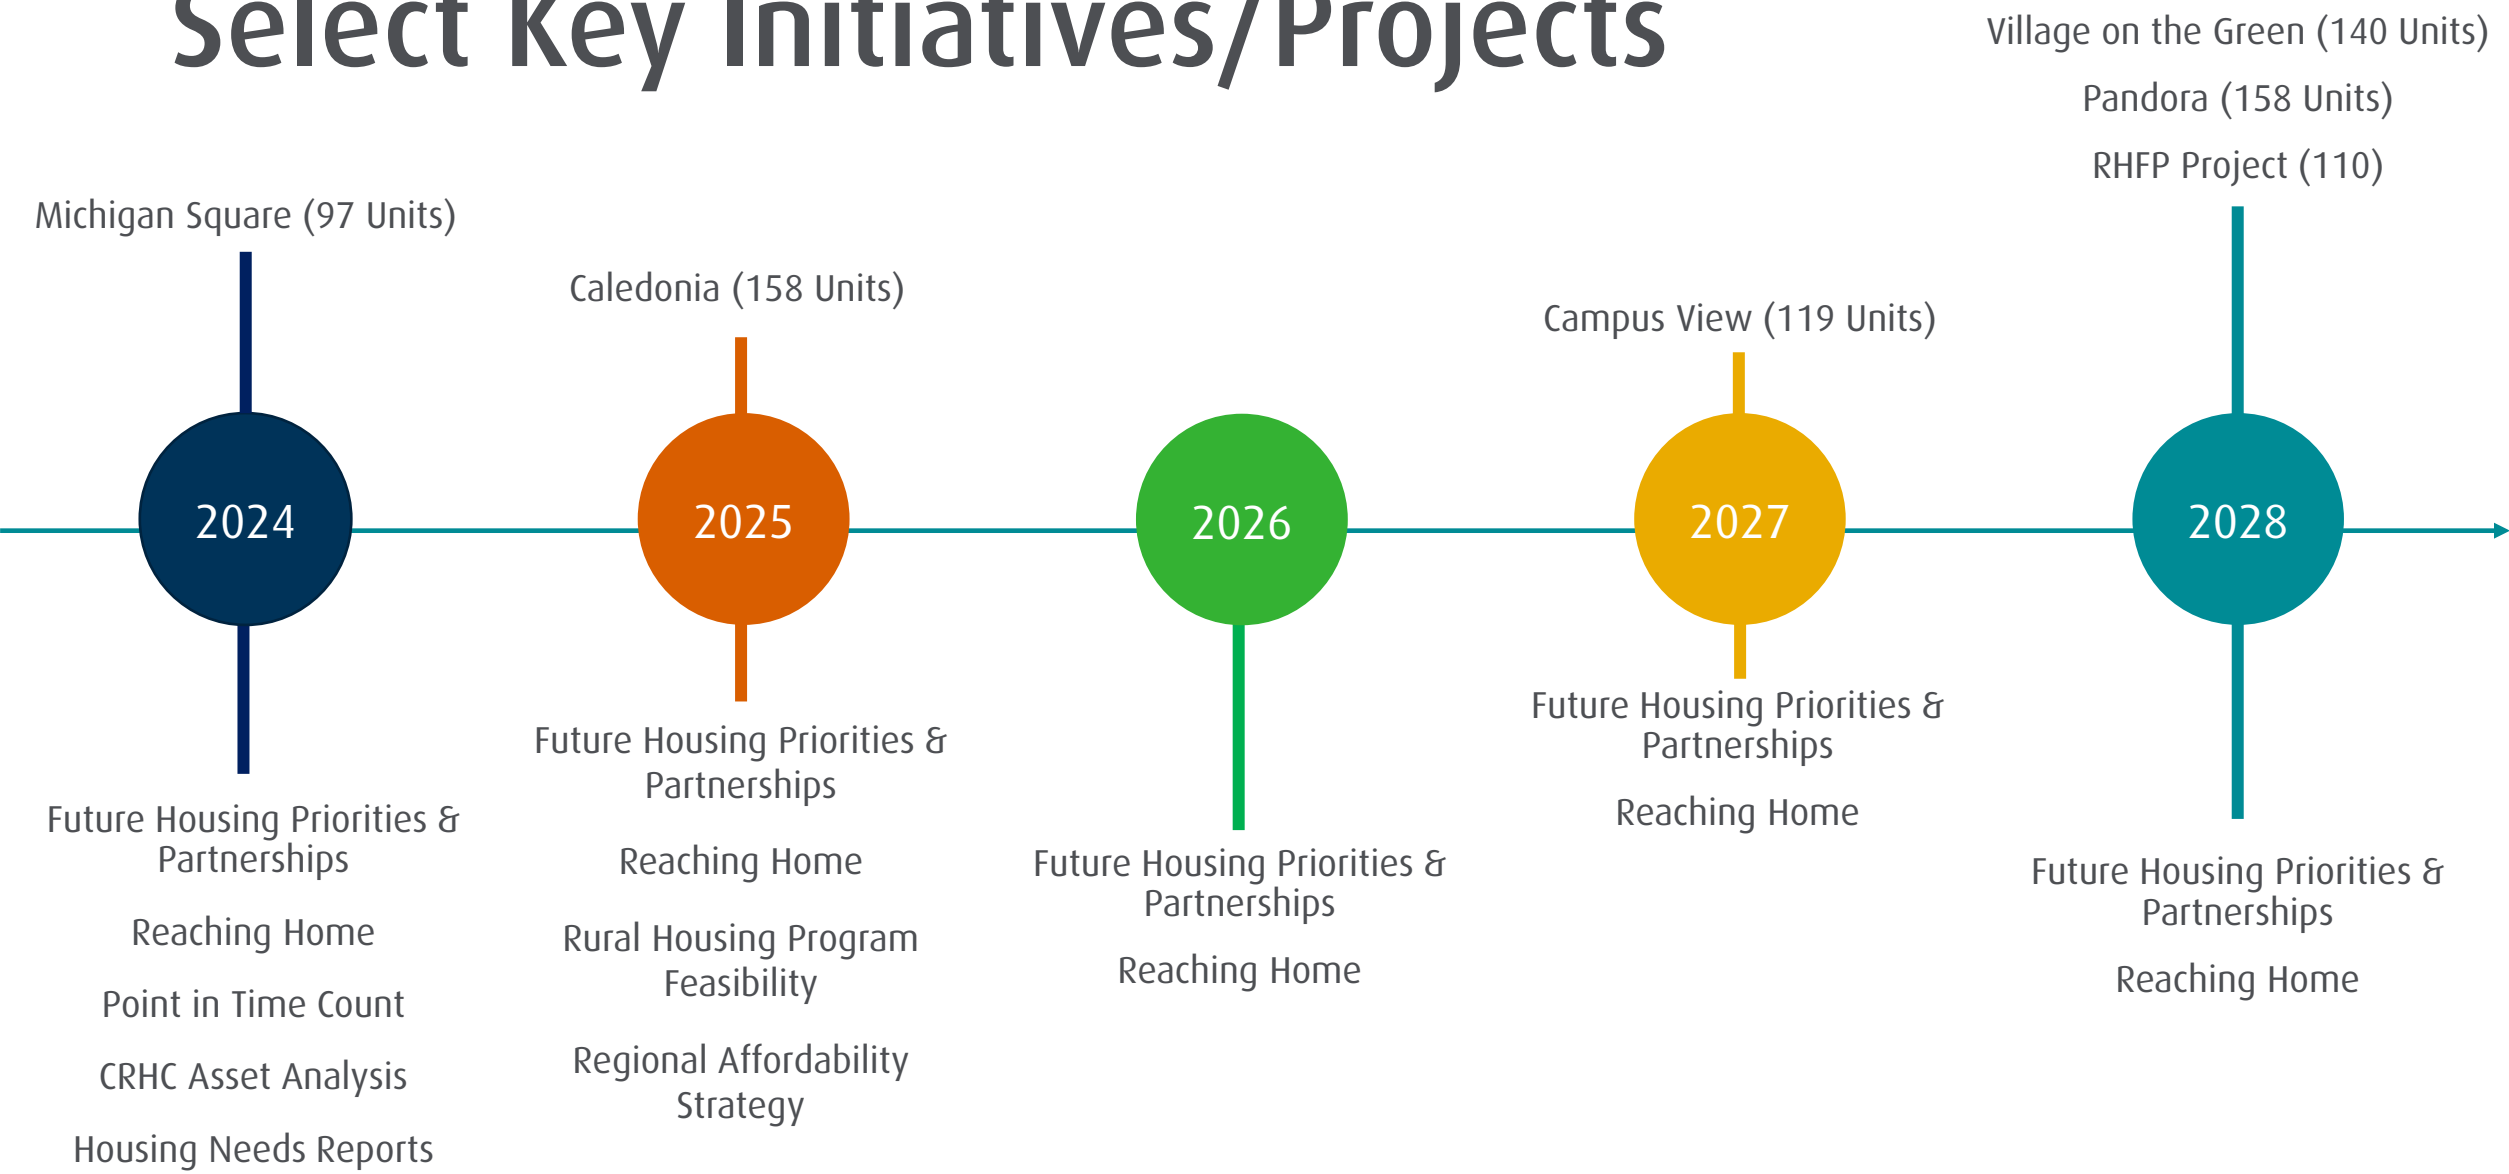 Select Key Initiatives/Projects
Michigan Square (97 Units)
2024
Future Housing Priorities &
Partnerships
Reaching Home
Point in Time Count
CRHC Asset Analysis
Housing Needs Reports
Caledonia (158 Units)
2025
Future Housing Priorities &
Partnerships
Reaching Home
Rural Housing Program
Feasibility
Regional Affordability
Strategy
2026
Future Housing Priorities &
Partnerships
Reaching Home
Campus View (119 Units)
2027
Future Housing Priorities &
Partnerships
Reaching Home
Village on the Green (140 Units)
Pandora (158 Units)
RHFP Project (110)
2028
Future Housing Priorities &
Partnerships
Reaching Home